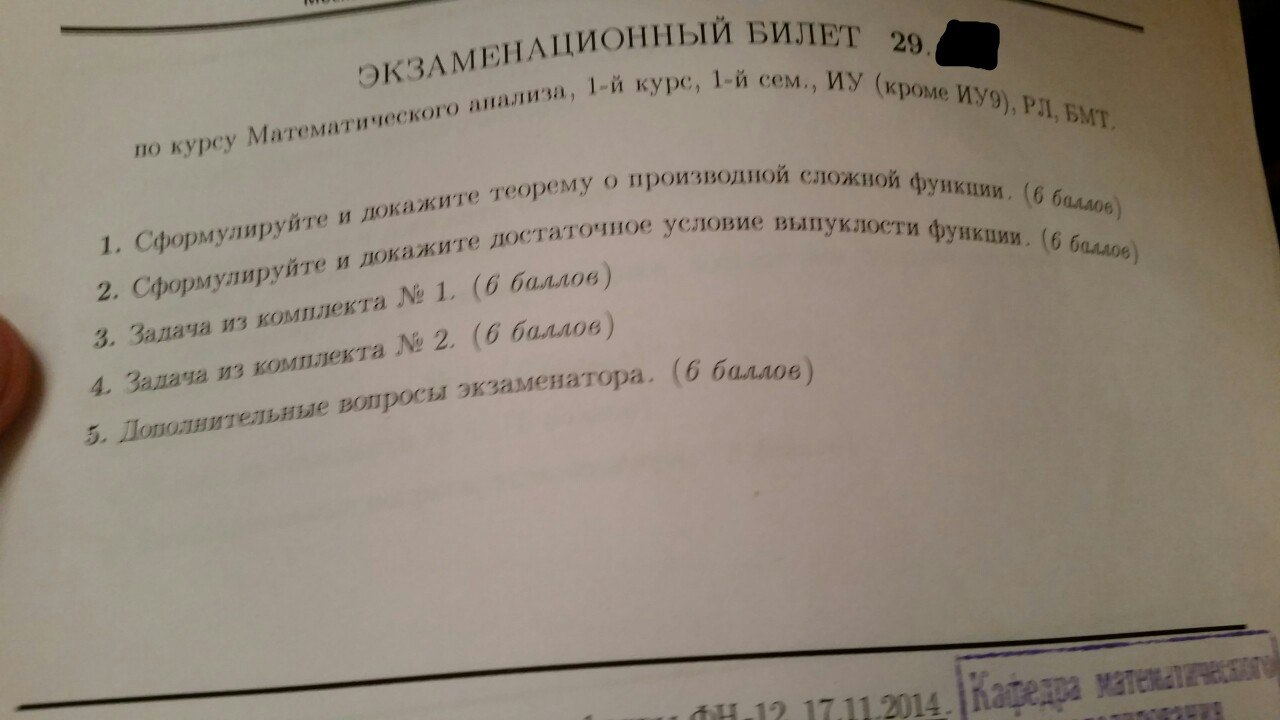 ЭКЗАМЕНАЦИОННЫЙ БИЛЕТ 29.
по курсу Математического анализа, 1-й курс, 1-й сем., ИУ (кроме ИУ9), РЛ, БМТ.
1. Сформулируйте и докажите теорему о производной сложной функции. (6 баллов)
2. Сформулируйте и докажите достаточное условие выпуклости функции. (6 баллов)
3. Задача из комплекта № 1. (6 баллов)
4. Задача из комплекта № 2. (6 баллов)
5. Дополнительные вопросы экзаменатора. (6 баллов)
ФН-12, 17.11.2014.
Кафедра математического